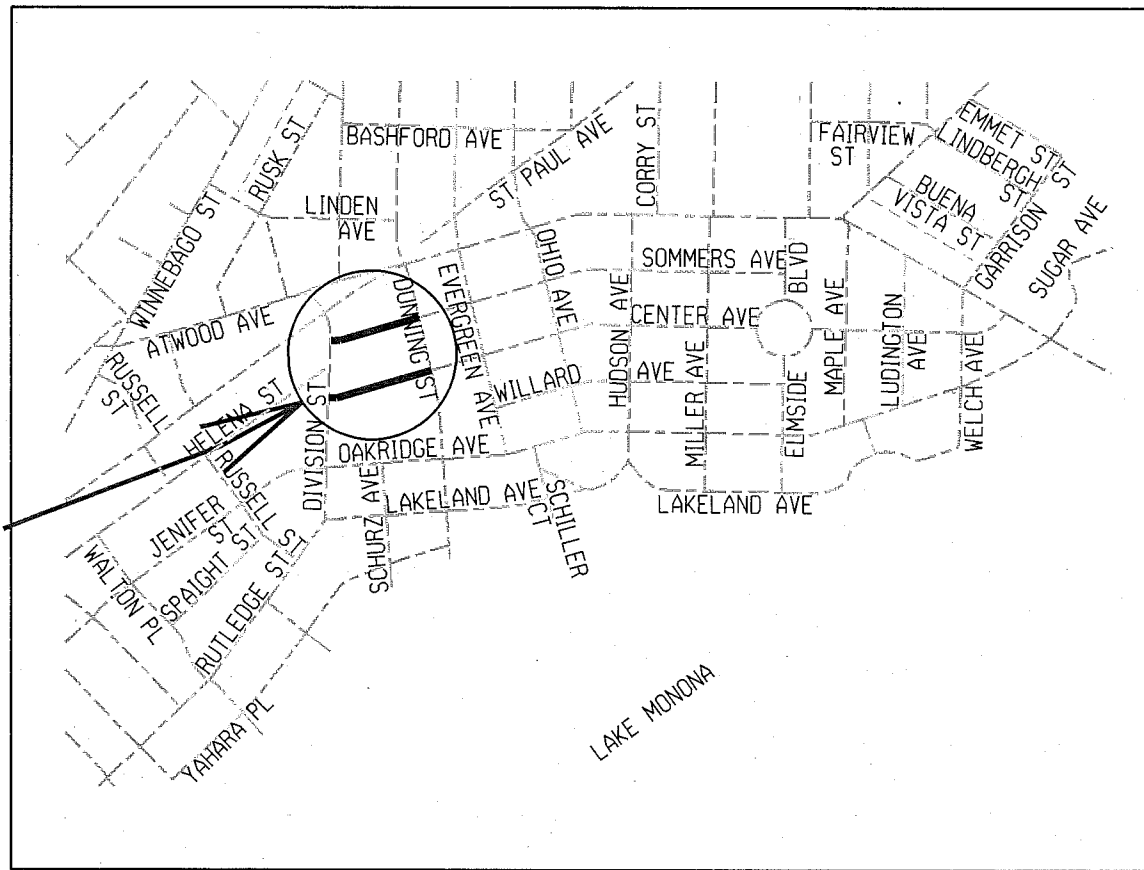 BASHFORD AVE
RUSK ST
ST PAUL AVE
CORRY ST
FAIRVIEW
ST
EMMET ST
LINDBERGH
ST
BUENA
VISTA ST
GARRISON
ST
SUGAR AVE
LINDEN
AVE
WINNEBAGO ST
ATWOOD AVE
DUNNING ST
EVERGREEN AVE
OHIO AVE
SOMMERS AVE
CENTER AVE
BLVD
ELMSIDE
MAPLE AVE
LUDINGTON
AVE
WELCH AVE
HUDSON AVE
MILLER AVE
WILLARD
AVE
RUSSELL
ST
HELENA ST
DIVISION ST
OAKRIDGE AVE
LAKELAND AVE
SCHURZ AVE
SCHILLER
CT
LAKELAND AVE
RUSSELL ST
JENIFER
ST
SPAIGHT ST
WALTON PL
RUTLEDGE ST
YAHARA PL
LAKE MONONA